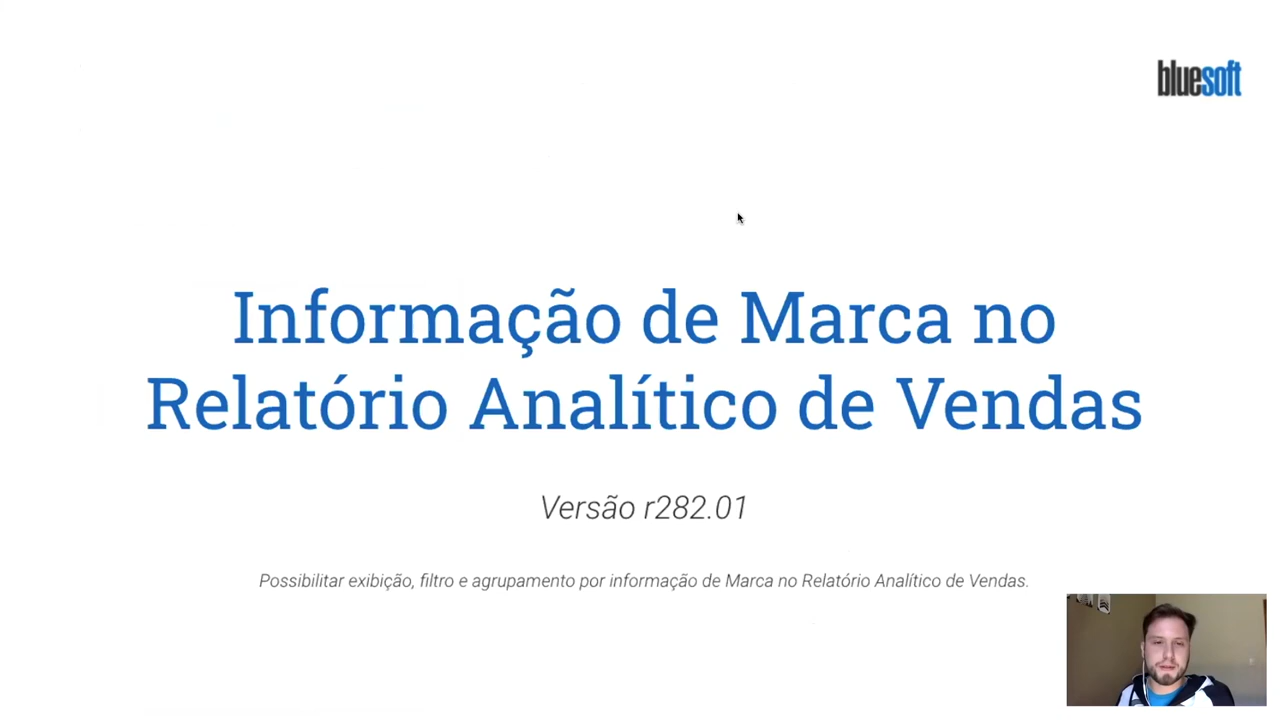 bluesoft
Informação de Marca no
Relatório Analítico de Vendas
Versão r282.01
Possibilitar exibição, filtro e agrupamento por informação de Marca no Relatório Analítico de Vendas.